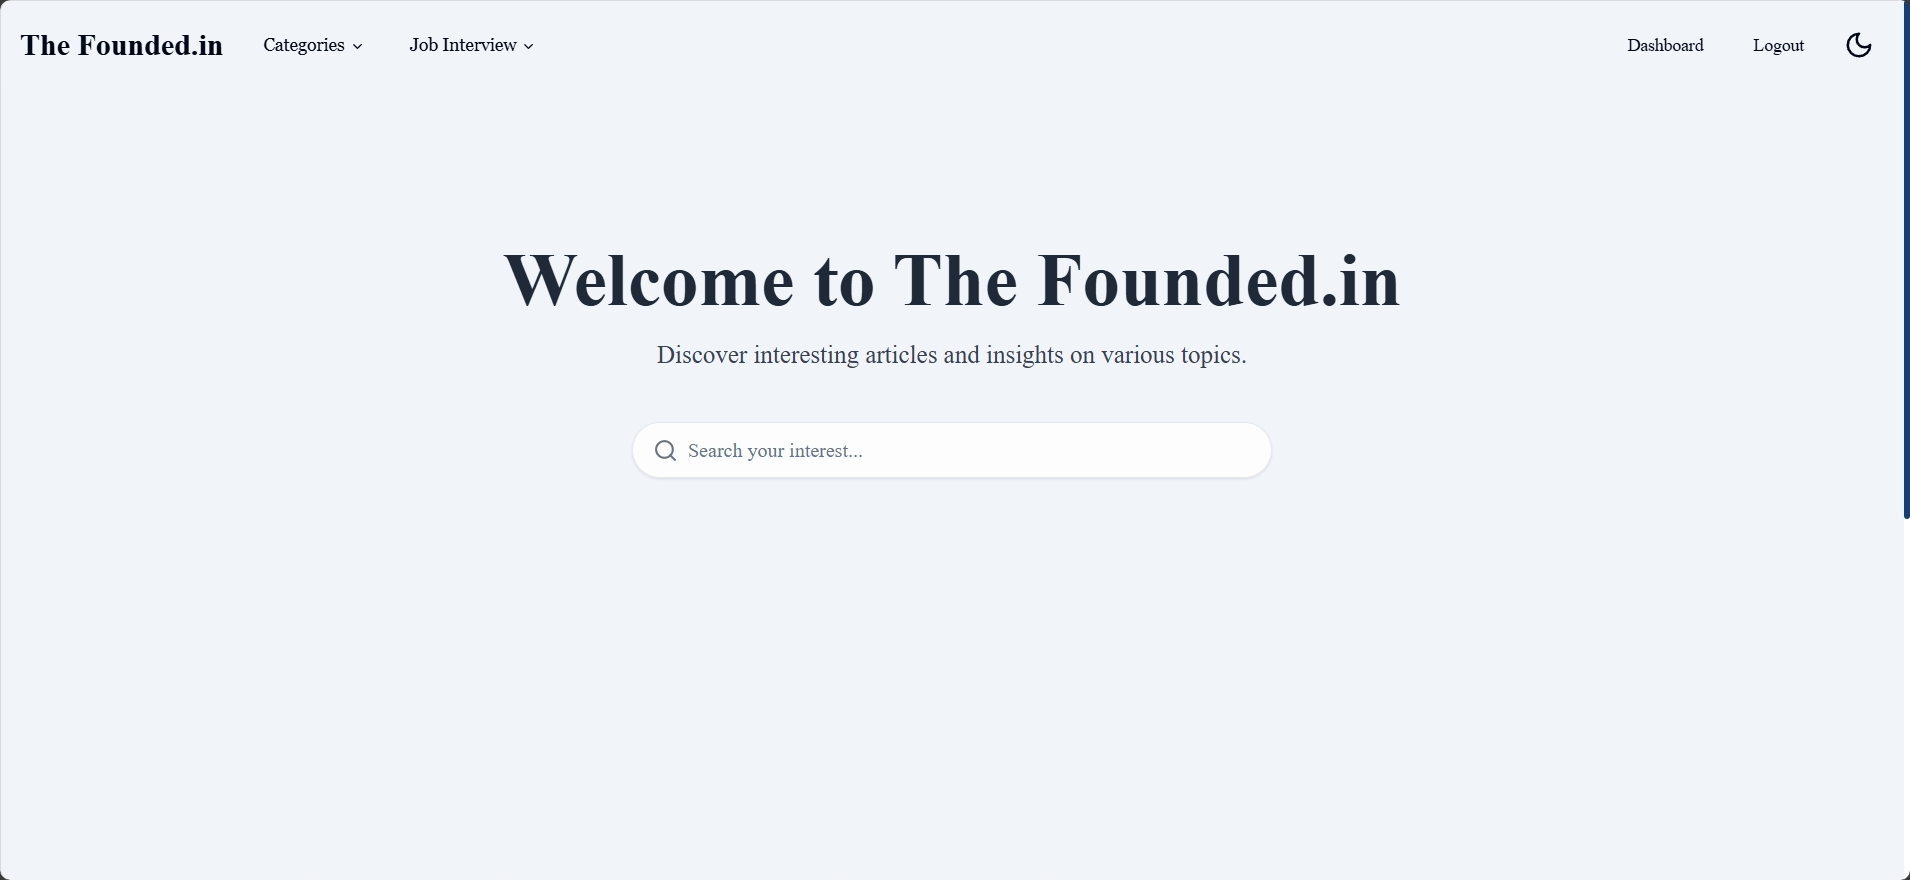 The Founded.in
Categories
Job Interview
Dashboard
Logout
Welcome to The Founded.in
Discover interesting articles and insights on various topics.
Search your interest...